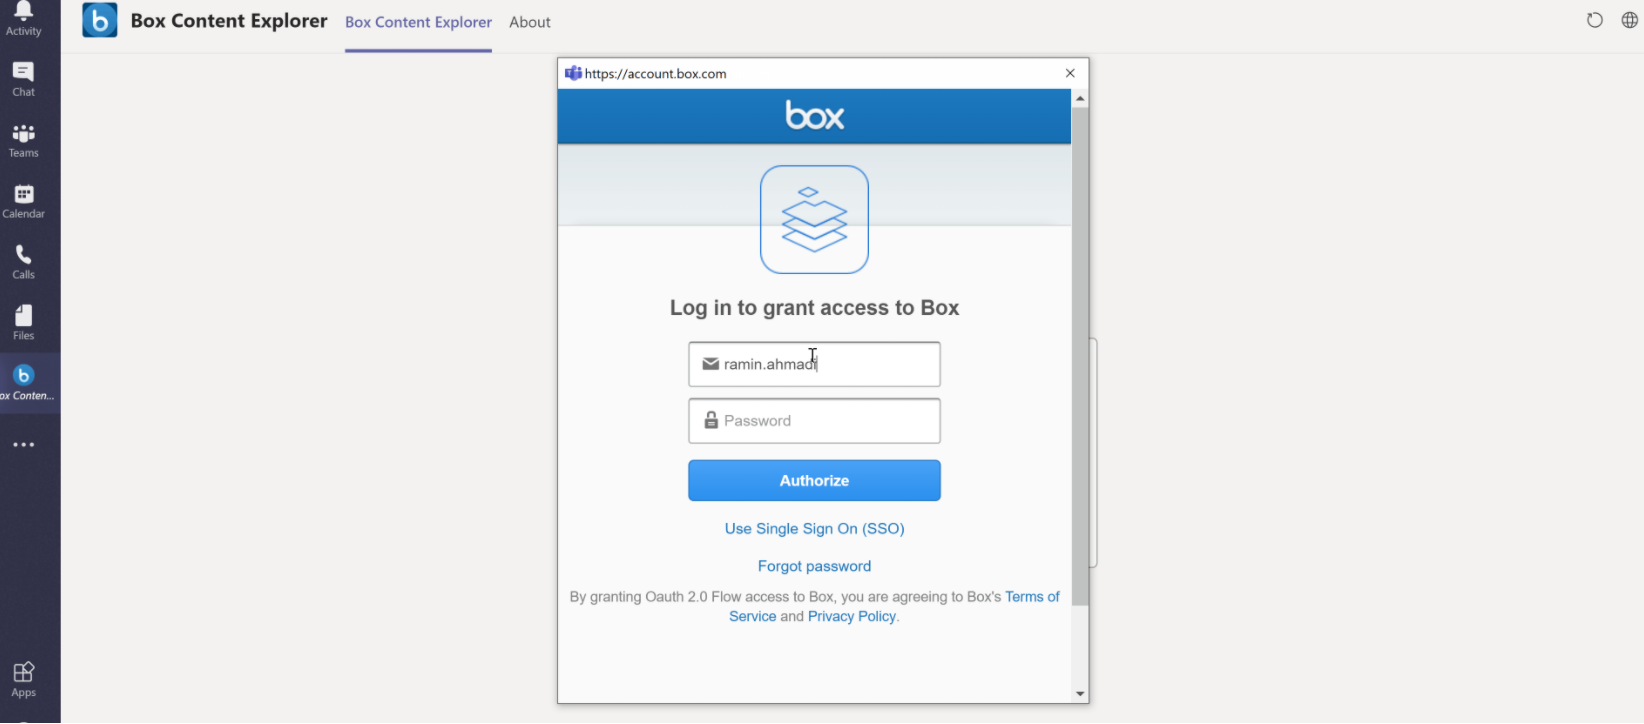 Activity
Chat
Teams
Calendar
Calls
Files
ox Conten...
Apps
Box Content Explorer
Box Content Explorer
About
https://account.box.com
box
Log in to grant access to Box
ramin.ahmadi
Password
Authorize
Use Single Sign On (SSO)
Forgot password
By granting Oauth 2.0 Flow access to Box, you are agreeing to Box's Terms of
Service and Privacy Policy.